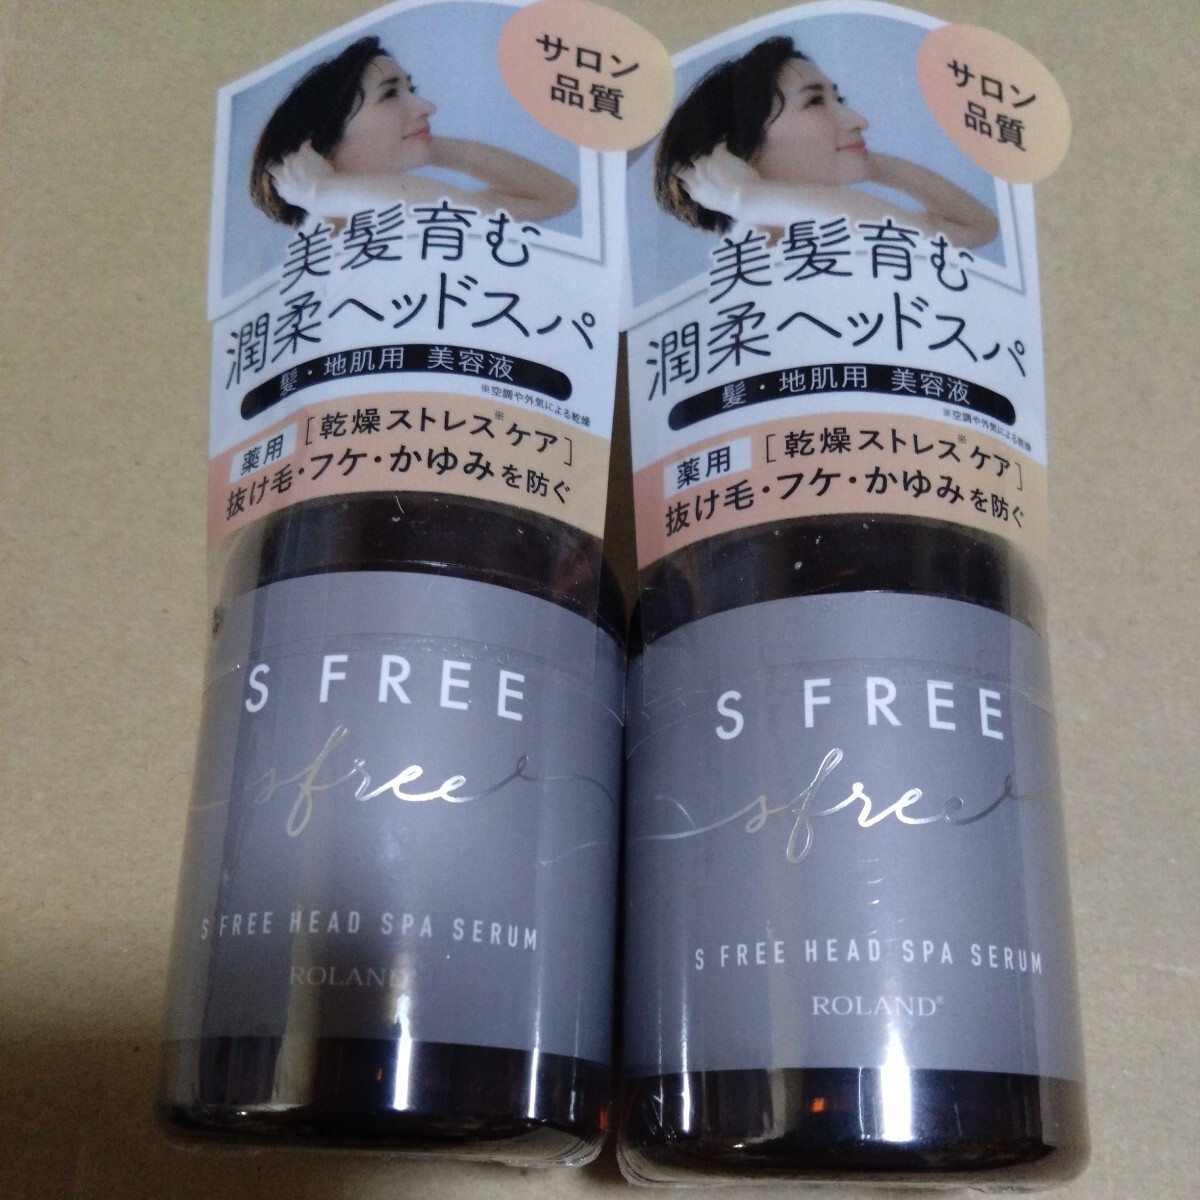 サロン
品質
美髪育む
潤柔ヘッドスパ
髪・地肌用 美容液
※空調や外気による乾燥
薬用 [乾燥ストレス※ケア]
抜け毛・フケ・かゆみを防ぐ
S FREE
sfree
S FREE HEAD SPA SERUM
ROLAND
サロン
品質
美髪育む
潤柔ヘッドスパ
髪・地肌用 美容液
※空調や外気による乾燥
薬用 [乾燥ストレス※ケア]
抜け毛・フケ・かゆみを防ぐ
S FREE
sfree
S FREE HEAD SPA SERUM
ROLAND®